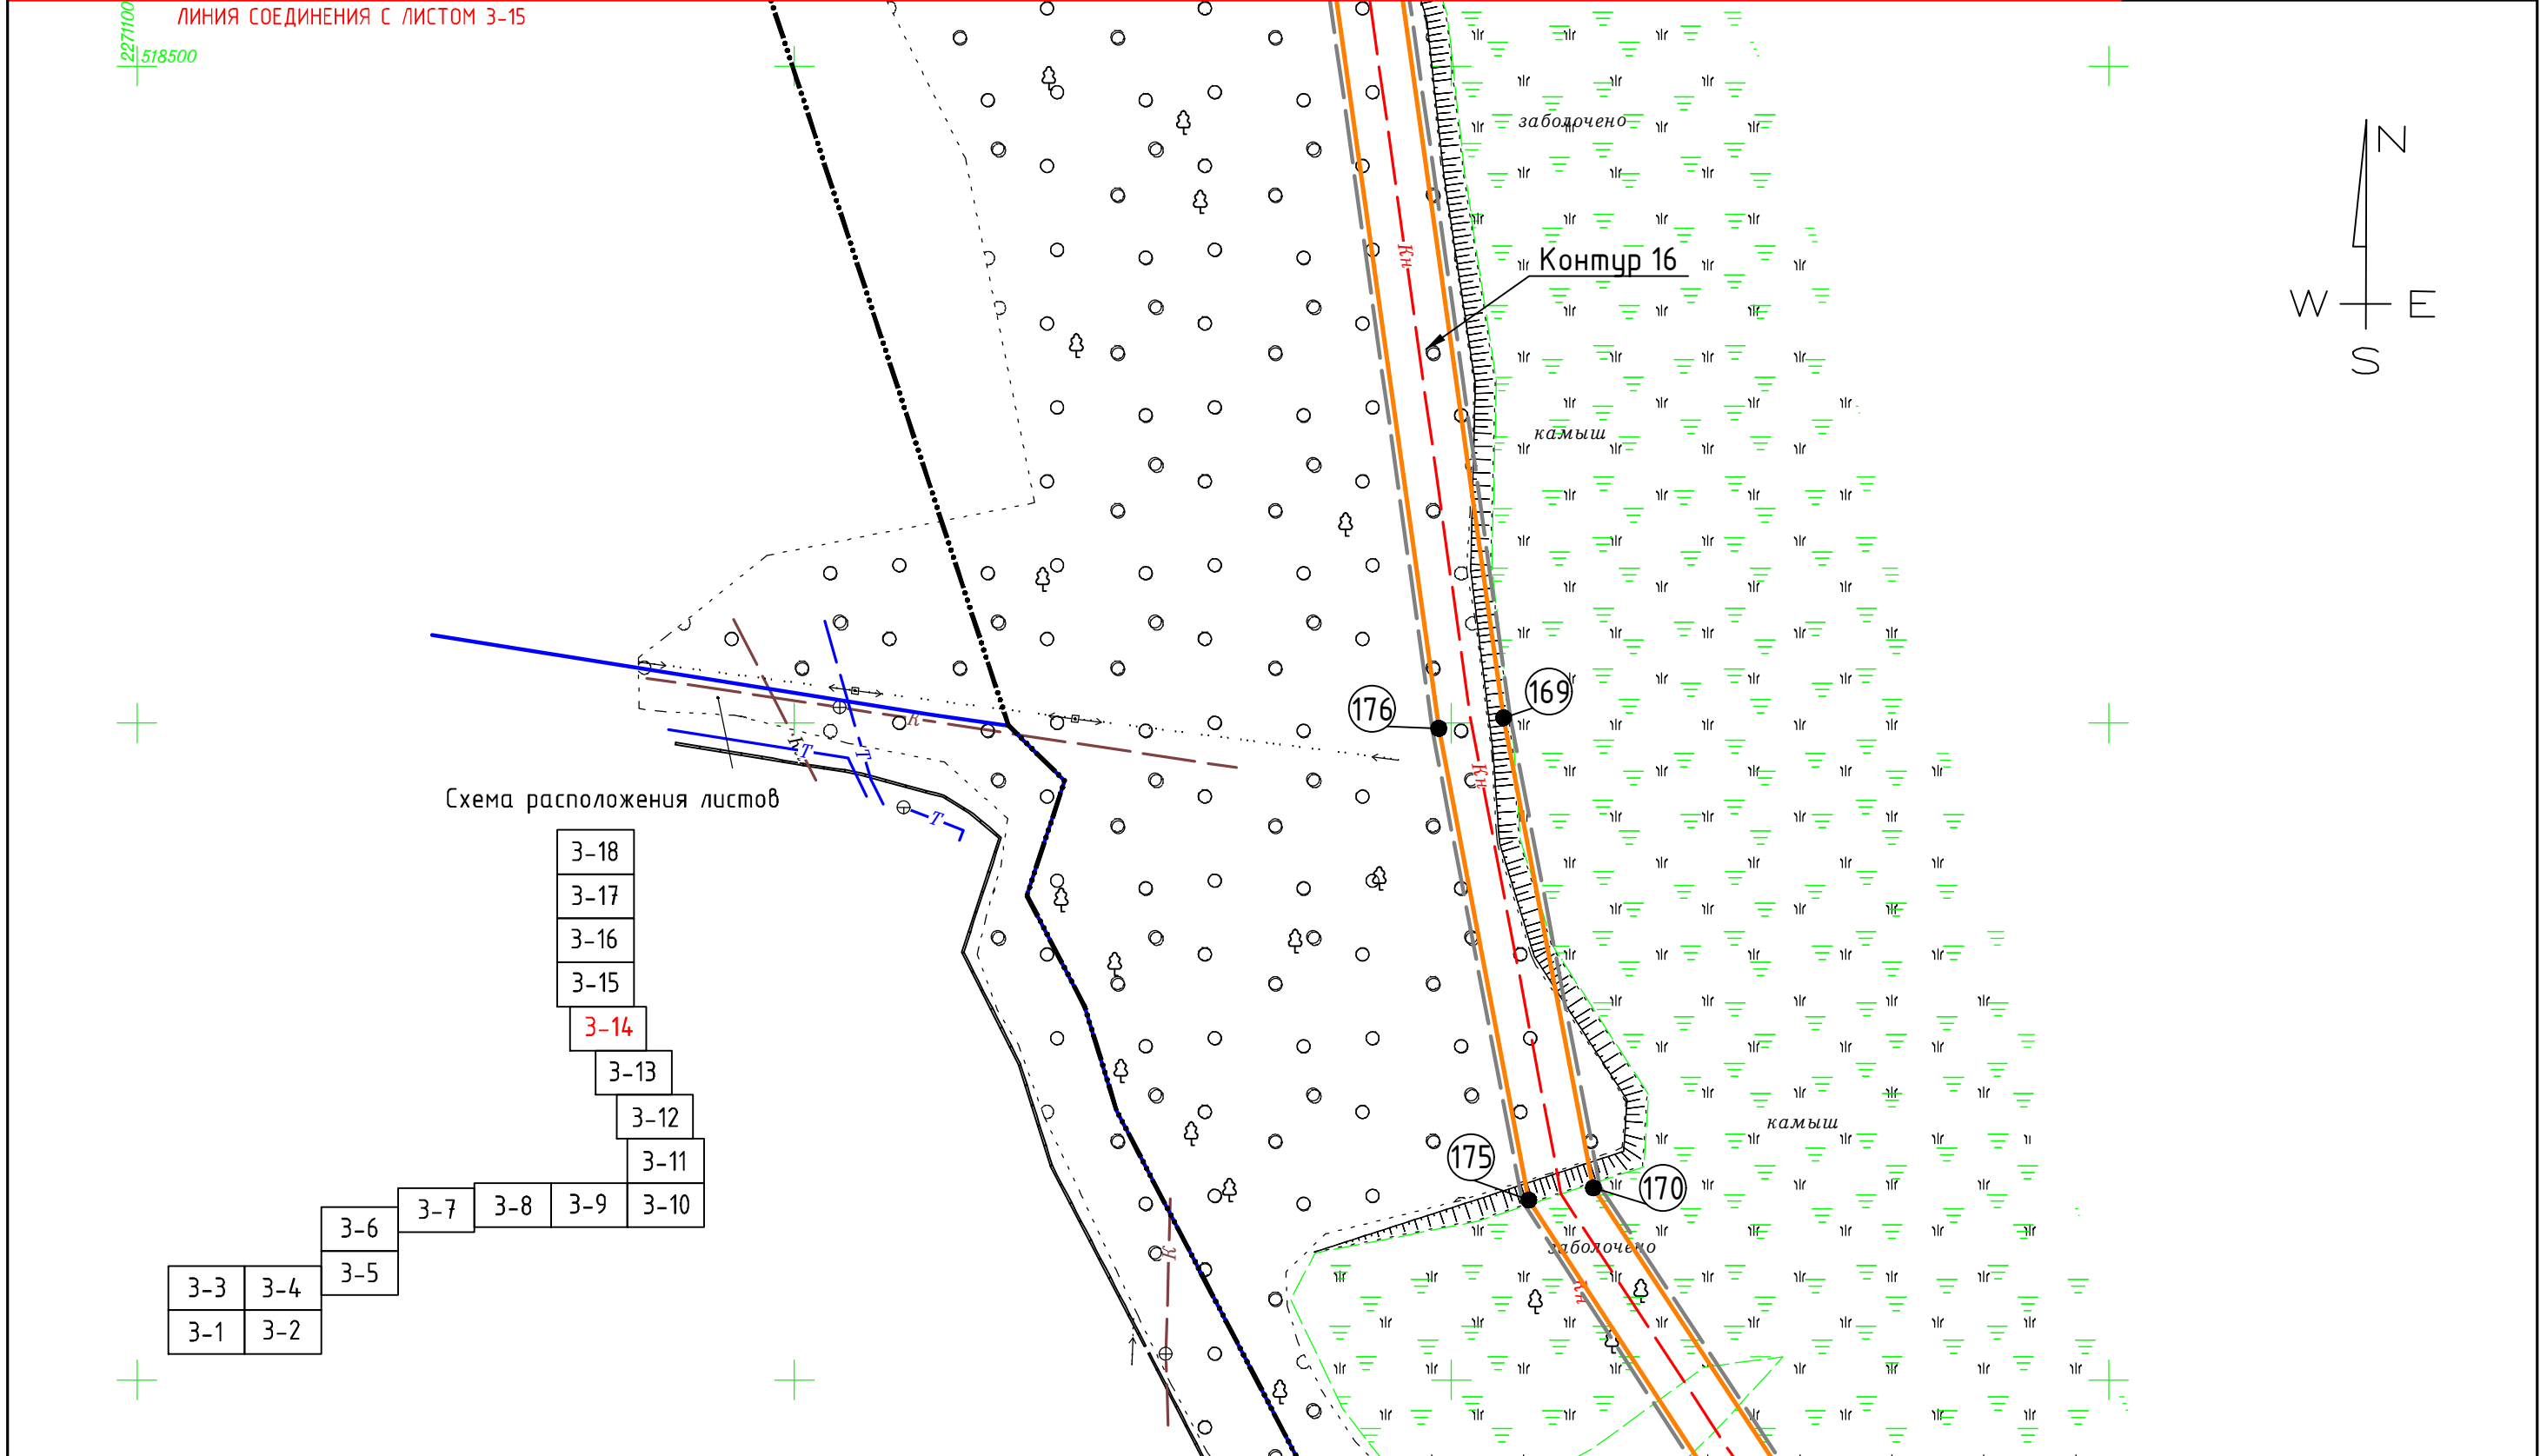 ЛИНИЯ СОЕДИНЕНИЯ С ЛИСТОМ 3-15
2271100
518500
заболочено
N
W E
S
Контур 16
Кн
камыш
169
176
К
К
Т
Т
Кн
Т
Схема расположения листов
3-18
3-17
3-16
3-15
3-14
3-13
3-12
3-11
3-10
3-9
3-8
3-7
3-6
3-5
3-3 3-4
3-1 3-2
камыш
175
170
К
заболочено
Кн